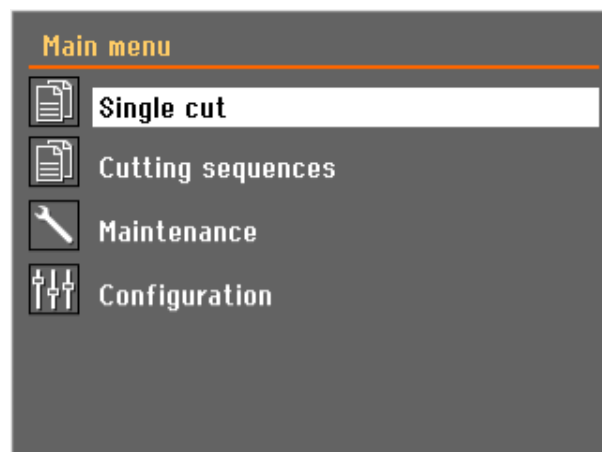 Main menu
Single cut
Cutting sequences
Maintenance
Configuration